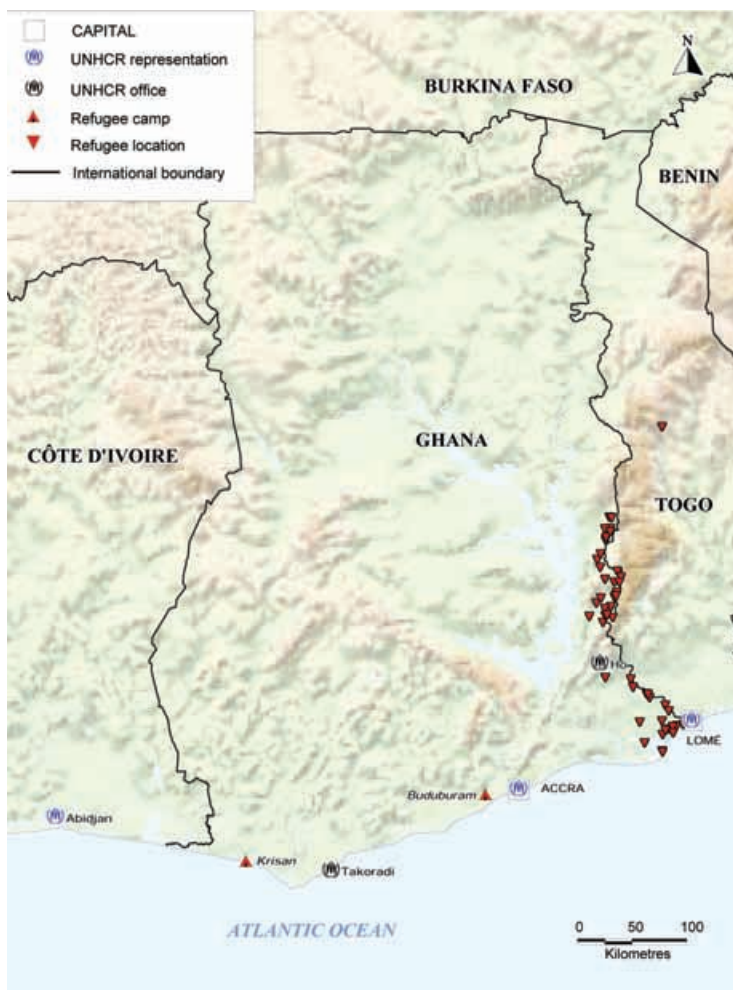 CAPITAL
UNHCR representation
UNHCR office
Refugee camp
Refugee location
International boundary
N
BURKINA FASO
BENIN
CÔTE D'IVOIRE
GHANA
TOGO
Ho
LOMÉ
Buduburam
ACCRA
Abidjan
Krisan
Takoradi
ATLANTIC OCEAN
0 50 100
Kilometres